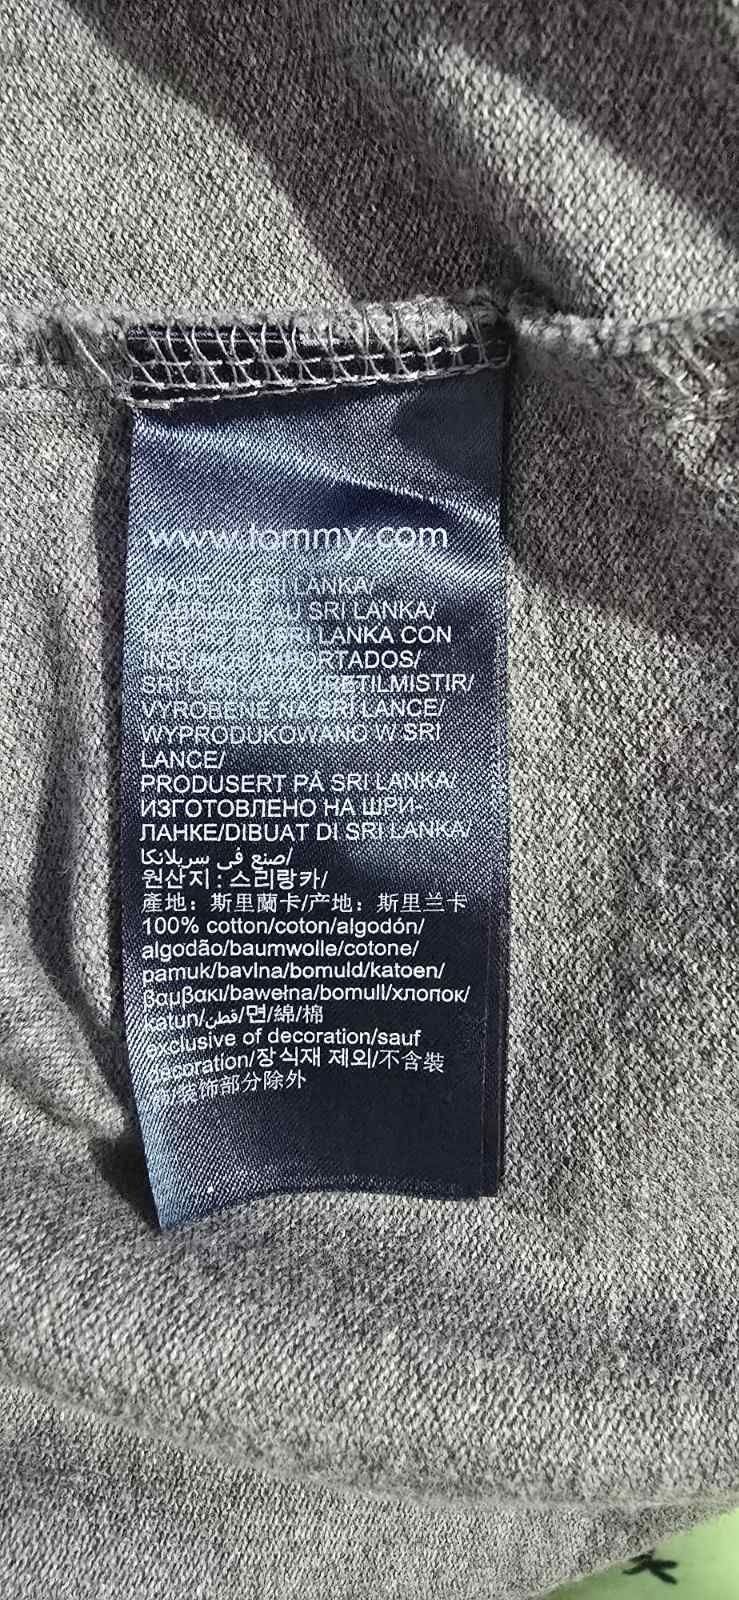 www.tommy.com
MADE IN SRI LANKA/
FABRIQUÉ AU SRI LANKA/
HECHO EN SRI LANKA CON
INSUMOS IMPORTADOS/
SRI LANKA'DA ÜRETILMISTIR/
VYROBENE NA SRI LANCE/
WYPRODUKOWANO W SRI
LANCE/
PRODUSERT PÅ SRI LANKA/
ИЗГОТОВЛЕНО НА ШРИ-
ЛАНКЕ/DIBUAT DI SRI LANKA/
صنع في سريلانكا/
원산지 : 스리랑카/
產地：斯里蘭卡/产地：斯里兰卡
100% cotton/coton/algodón/
algodão/baumwolle/cotone/
pamuk/bavlna/bomuld/katoen/
βαμβακι/bawełna/bomull/хлопок/
katun/قطن/면/綿/棉
exclusive of decoration/sauf
décoration/장식재 제외/不含裝
飾/装饰部分除外